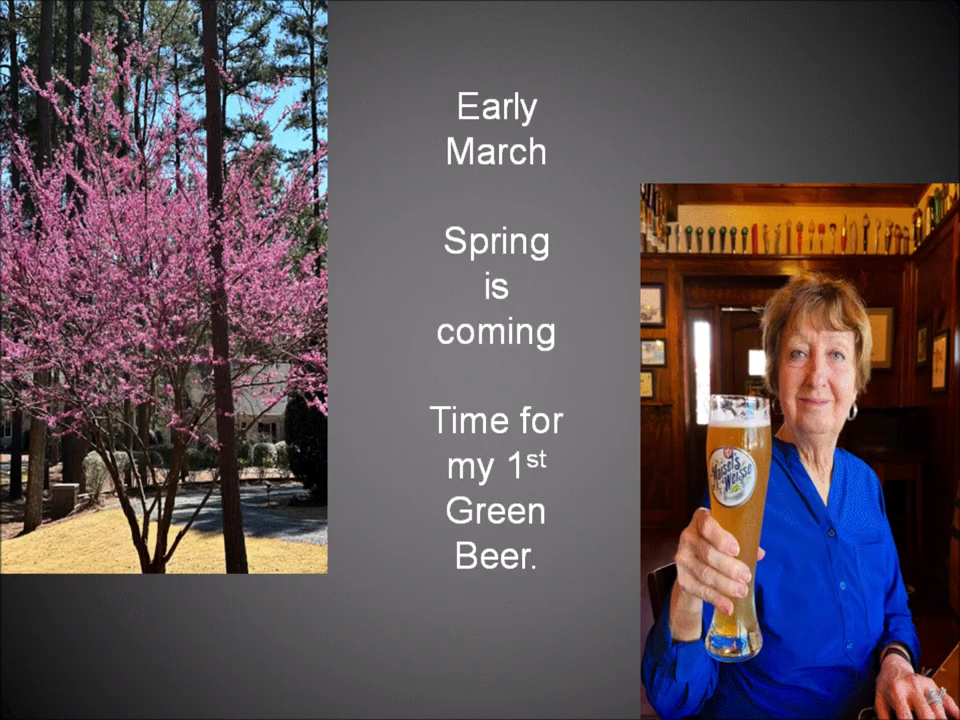 Early
March
Spring
is
coming
Time for
my 1st
Green
Beer.
Maisel's
Weisse